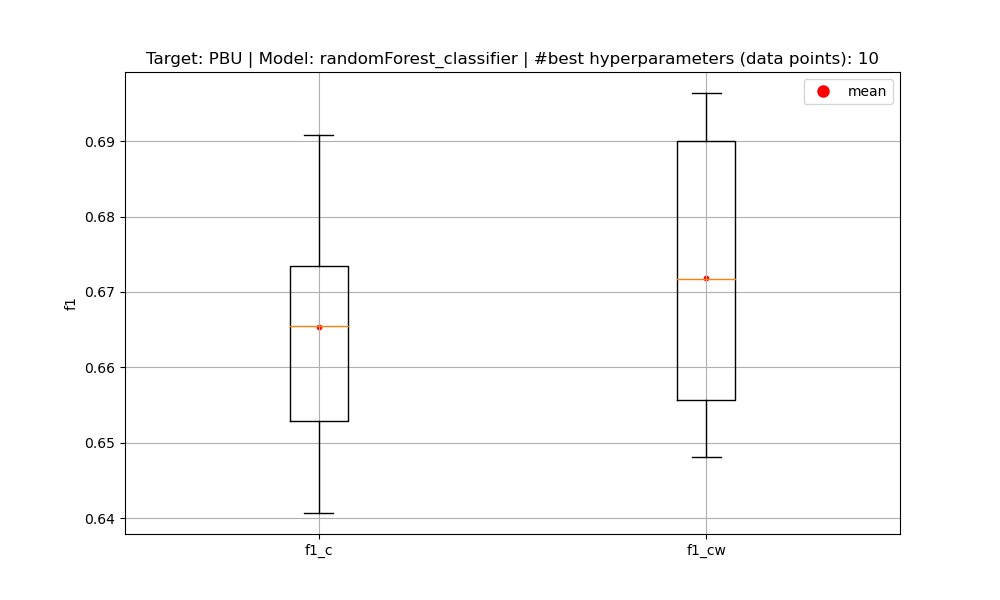 Target: PBU | Model: randomForest_classifier | #best hyperparameters (data points): 10
mean
0.69
0.68
0.67
0.66
0.65
0.64
f1
f1_c
f1_cw